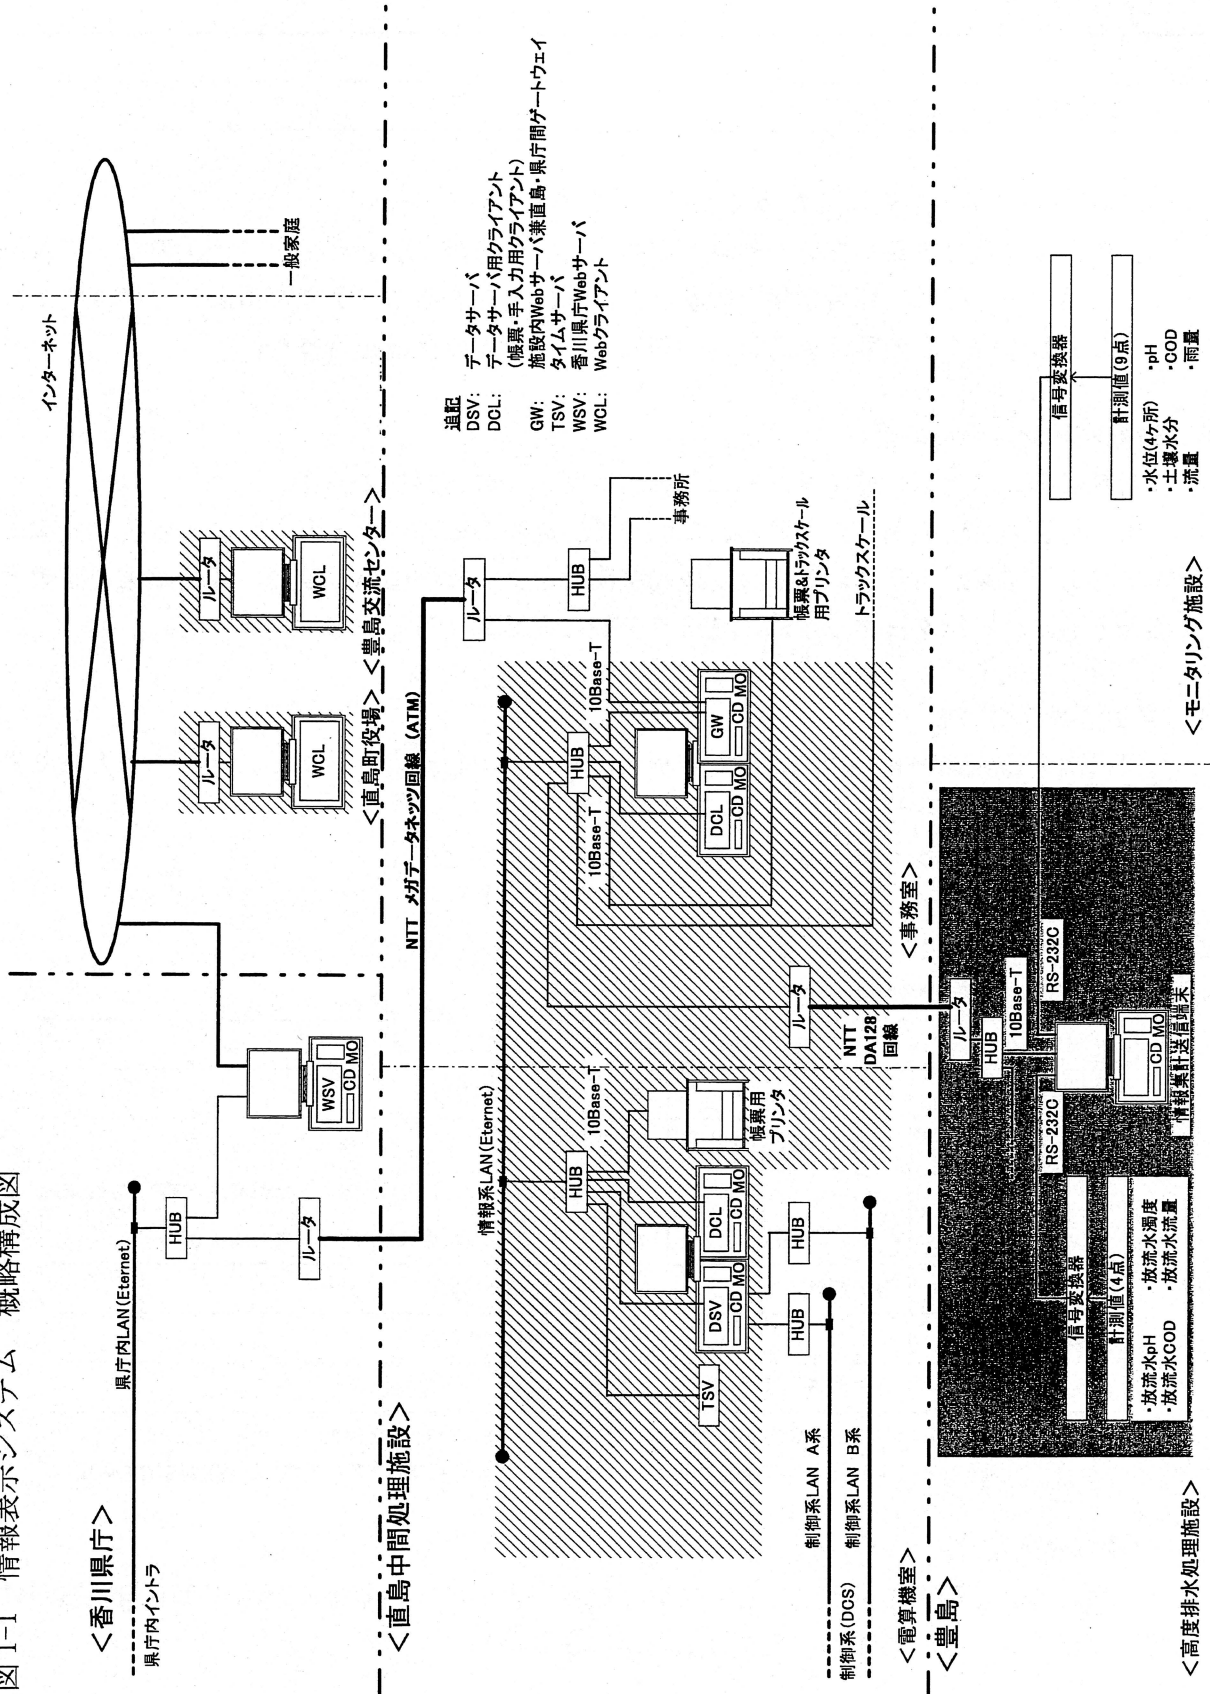 図 1-1 情報表示システム 概略構成図
<香川県庁>
県庁内イントラ
県庁内LAN(Eternet)
HUB
ルータ
WSV
CD MO
インターネット
一般家庭
ルータ
WCL
<直島町役場>
ルータ
WCL
<豊島交流センター>
NTT メガデータネッツ回線 (ATM)
追記
DSV: データサーバ
DCL: データサーバ用クライアント
(帳票・手入力用クライアント)
GW: 施設内Webサーバ兼直島・県庁間ゲートウェイ
TSV: タイムサーバ
WSV: 香川県庁Webサーバ
WCL: Webクライアント
<直島中間処理施設>
情報系LAN(Eternet)
HUB
10Base-T
TSV
DSV
CD MO
DCL
CD MO
帳票用
プリンタ
HUB
HUB
制御系LAN A系
制御系LAN B系
制御系(DCS)
<電算機室>
ルータ
HUB
事務所
HUB
10Base-T
10Base-T
DCL
CD MO
GW
CD MO
帳票&トラックスケール
用プリンタ
トラックスケール
<事務室>
ルータ
NTT
DA128
回線
<豊島>
ルータ
HUB
10Base-T
RS-232C
RS-232C
CD MO
情報集計送信端末
信号変換器
計測値(4点)
・放流水pH ・放流水濁度
・放流水COD ・放流水流量
<高度排水処理施設>
信号変換器
計測値(9点)
・水位(4ヶ所) ・pH
・土壌水分 ・COD
・流量 ・雨量
<モニタリング施設>